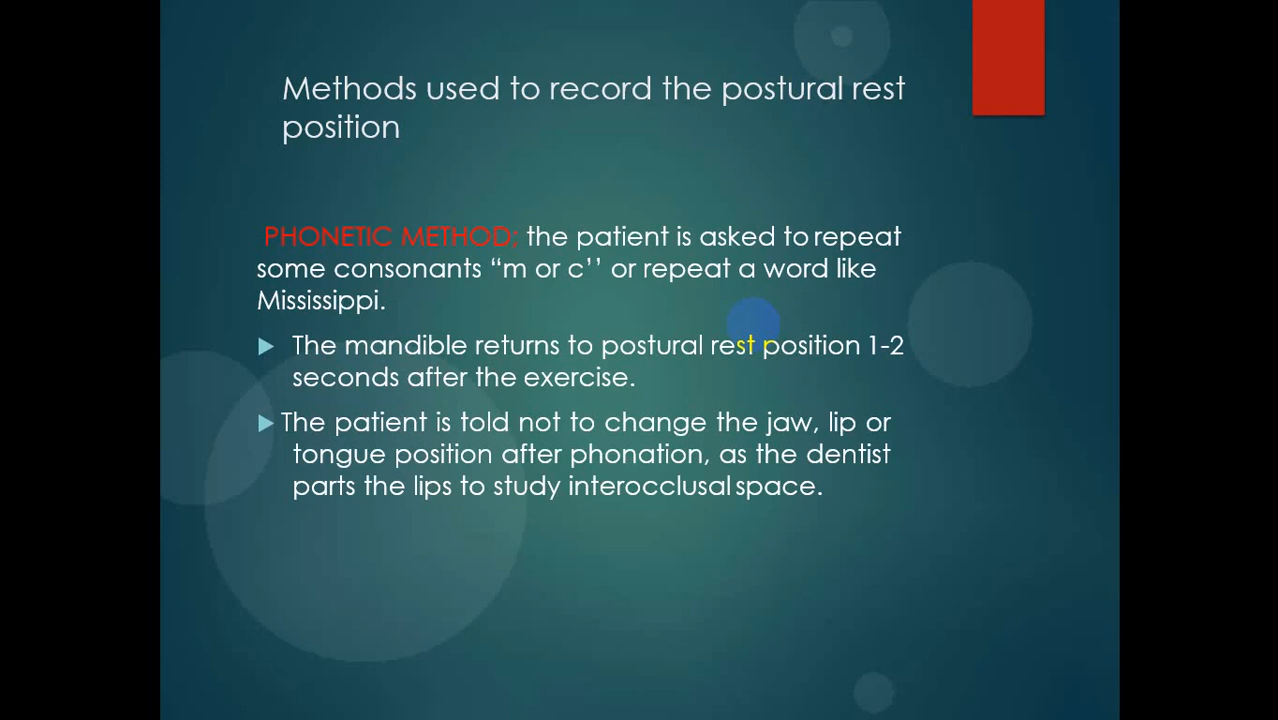 Methods used to record the postural rest
position
PHONETIC METHOD; the patient is asked to repeat
some consonants “m or c’’ or repeat a word like
Mississippi.
The mandible returns to postural rest position 1-2
seconds after the exercise.
The patient is told not to change the jaw, lip or
tongue position after phonation, as the dentist
parts the lips to study interocclusal space.